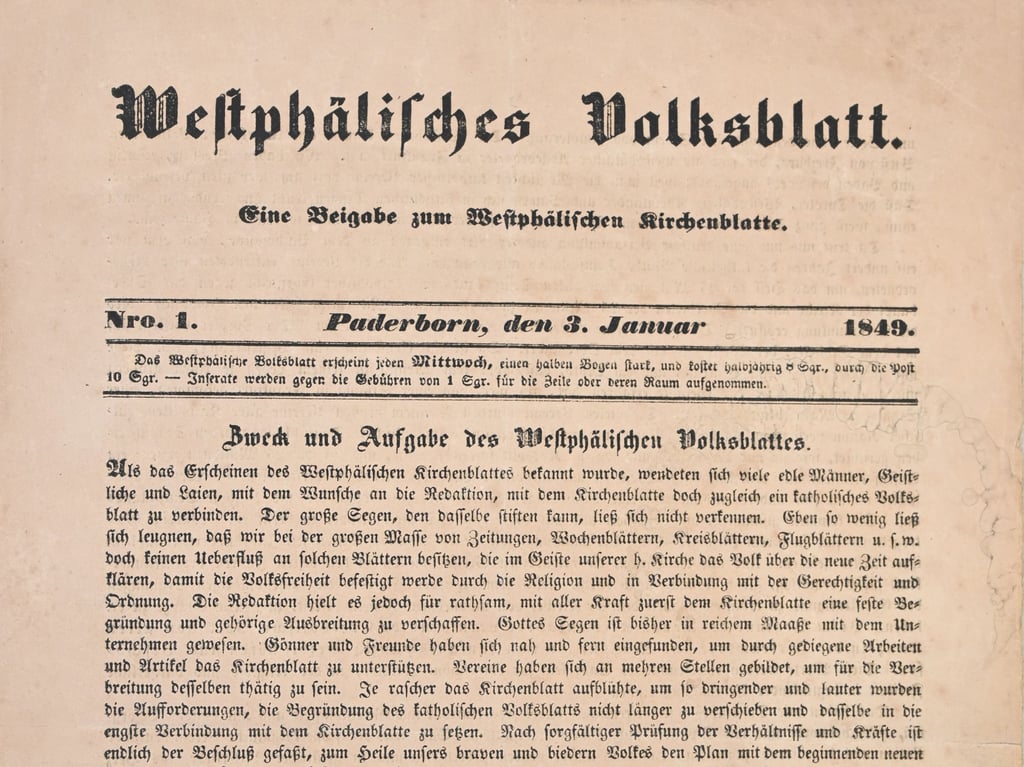 Westphälisches Volksblatt.
Eine Beigabe zum Westphälischen Kirchenblatte.
Nro. 1. Paderborn, den 3. Januar 1849.
Das Westphälische Volksblatt erscheint jeden Mittwoch, einen halben Bogen stark, und kostet halbjährig 8 Sgr., durch die Post
10 Sgr. — Inserate werden gegen die Gebühren von 1 Sgr. für die Zeile oder deren Raum aufgenommen.
Zweck und Aufgabe des Westphälischen Volksblattes.
Als das Erscheinen des Westphälischen Kirchenblattes bekannt wurde, wendeten sich viele edle Männer, Geist-
liche und Laien, mit dem Wunsche an die Redaktion, mit dem Kirchenblatte doch zugleich ein katholisches Volks-
blatt zu verbinden. Der große Segen, den dasselbe stiften kann, ließ sich nicht verkennen. Eben so wenig ließ
sich leugnen, daß wir bei der großen Masse von Zeitungen, Wochenblättern, Kreisblättern, Flugblättern u. s. w.
doch keinen Ueberfluß an solchen Blättern besitzen, die im Geiste unserer h. Kirche das Volk über die neue Zeit auf-
klären, damit die Volksfreiheit befestigt werde durch die Religion und in Verbindung mit der Gerechtigkeit und
Ordnung. Die Redaktion hielt es jedoch für rathsam, mit aller Kraft zuerst dem Kirchenblatte eine feste Be-
gründung und gehörige Ausbreitung zu verschaffen. Gottes Segen ist bisher in reichem Maaße mit dem Un-
ternehmen gewesen. Gönner und Freunde haben sich nah und fern eingefunden, um durch gediegene Arbeiten
und Artikel das Kirchenblatt zu unterstützen. Vereine haben sich an mehren Stellen gebildet, um für die Ver-
breitung desselben thätig zu sein. Je rascher das Kirchenblatt aufblühte, um so dringender und lauter wurden
die Aufforderungen, die Begründung des katholischen Volksblatts nicht länger zu verschieben und dasselbe in die
engste Verbindung mit dem Kirchenblatte zu setzen. Nach sorgfältiger Prüfung der Verhältnisse und Kräfte ist
endlich der Beschluß gefaßt, zum Heile unsers braven und biedern Volkes den Plan mit dem beginnenden neuen